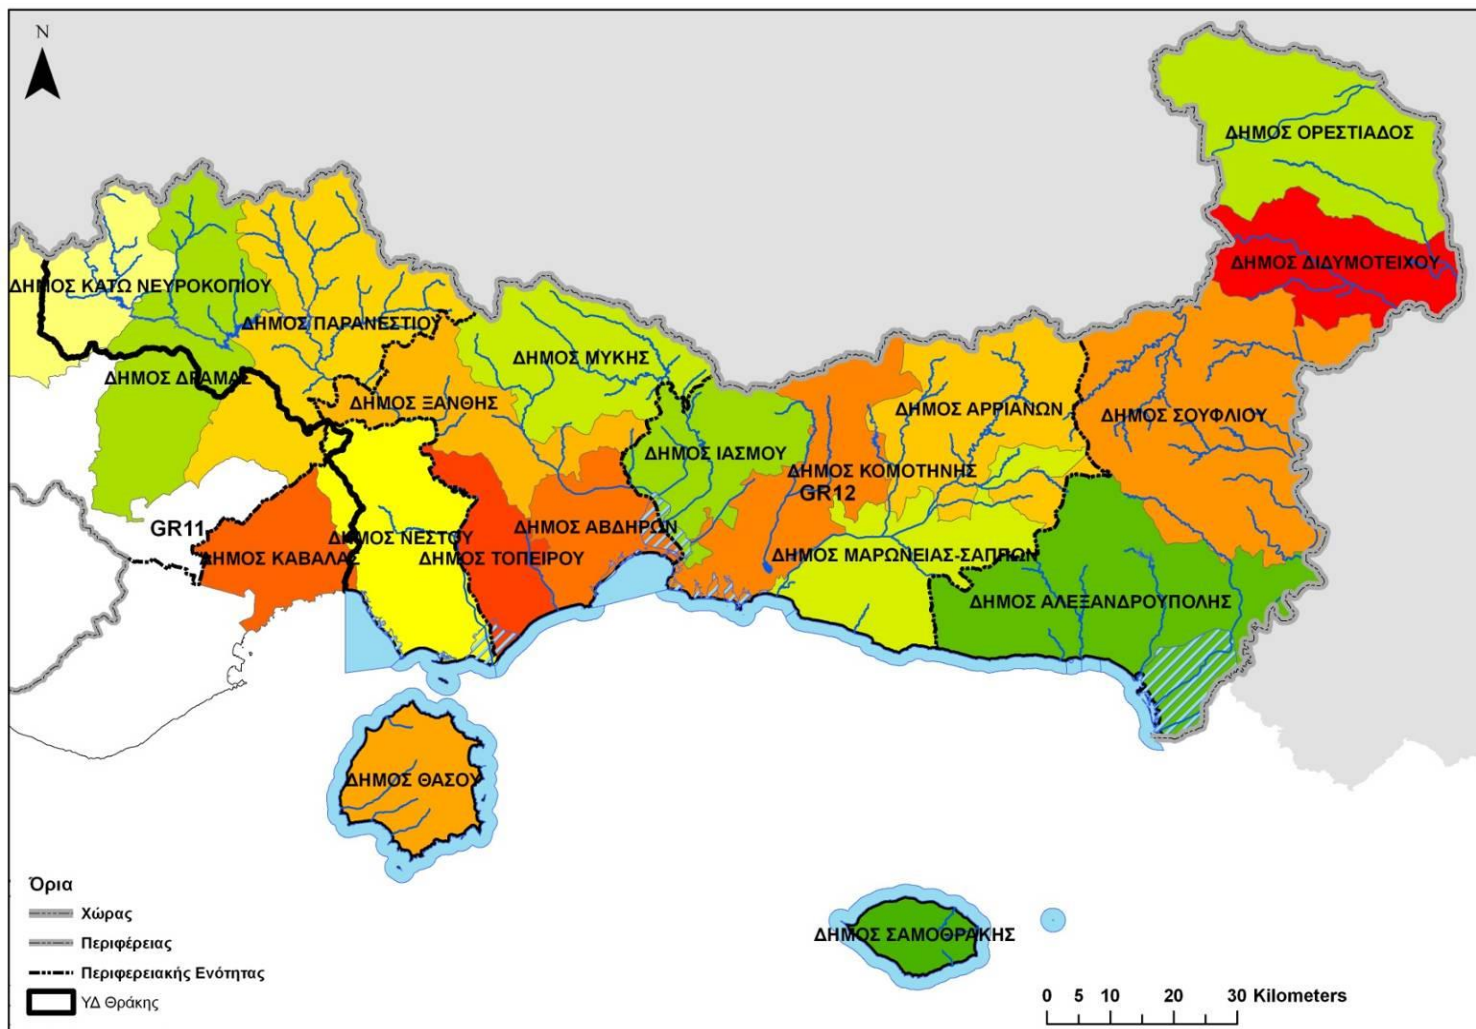 N
ΔΗΜΟΣ ΟΡΕΣΤΙΑΔΟΣ
ΔΗΜΟΣ ΔΙΔΥΜΟΤΕΙΧΟΥ
ΔΗΜΟΣ ΚΑΤΩ ΝΕΥΡΟΚΟΠΙΟΥ
ΔΗΜΟΣ ΠΑΡΑΝΕΣΤΙΟΥ
ΔΗΜΟΣ ΜΥΚΗΣ
ΔΗΜΟΣ ΔΡΑΜΑΣ
ΔΗΜΟΣ ΞΑΝΘΗΣ
ΔΗΜΟΣ ΑΡΡΙΑΝΩΝ
ΔΗΜΟΣ ΣΟΥΦΛΙΟΥ
ΔΗΜΟΣ ΙΑΣΜΟΥ
ΔΗΜΟΣ ΚΟΜΟΤΗΝΗΣ
GR12
GR11
ΔΗΜΟΣ ΑΒΔΗΡΩΝ
ΔΗΜΟΣ ΝΕΣΤΟΥ
ΔΗΜΟΣ ΚΑΒΑΛΑΣ
ΔΗΜΟΣ ΤΟΠΕΙΡΟΥ
ΔΗΜΟΣ ΜΑΡΩΝΕΙΑΣ-ΣΑΠΠΩΝ
ΔΗΜΟΣ ΑΛΕΞΑΝΔΡΟΥΠΟΛΗΣ
ΔΗΜΟΣ ΘΑΣΟΥ
ΔΗΜΟΣ ΣΑΜΟΘΡΑΚΗΣ
Όρια
Χώρας
Περιφέρειας
Περιφερειακής Ενότητας
ΥΔ Θράκης
0 5 10 20 30 Kilometers